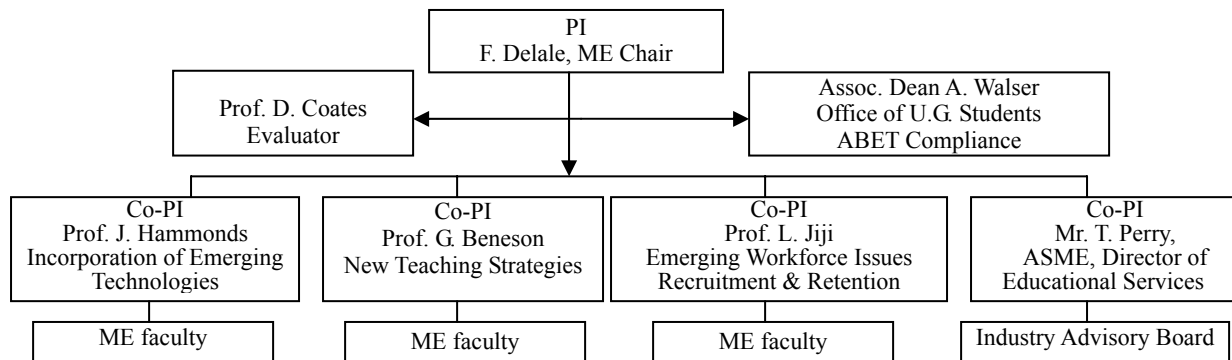 PI
F. Delale, ME Chair
Prof. D. Coates
Evaluator
Assoc. Dean A. Walser
Office of U.G. Students
ABET Compliance
Co-PI
Prof. J. Hammonds
Incorporation of Emerging
Technologies
Co-PI
Prof. G. Beneson
New Teaching Strategies
Co-PI
Prof. L. Jiji
Emerging Workforce Issues
Recruitment & Retention
Co-PI
Mr. T. Perry,
ASME, Director of
Educational Services
ME faculty
ME faculty
ME faculty
Industry Advisory Board